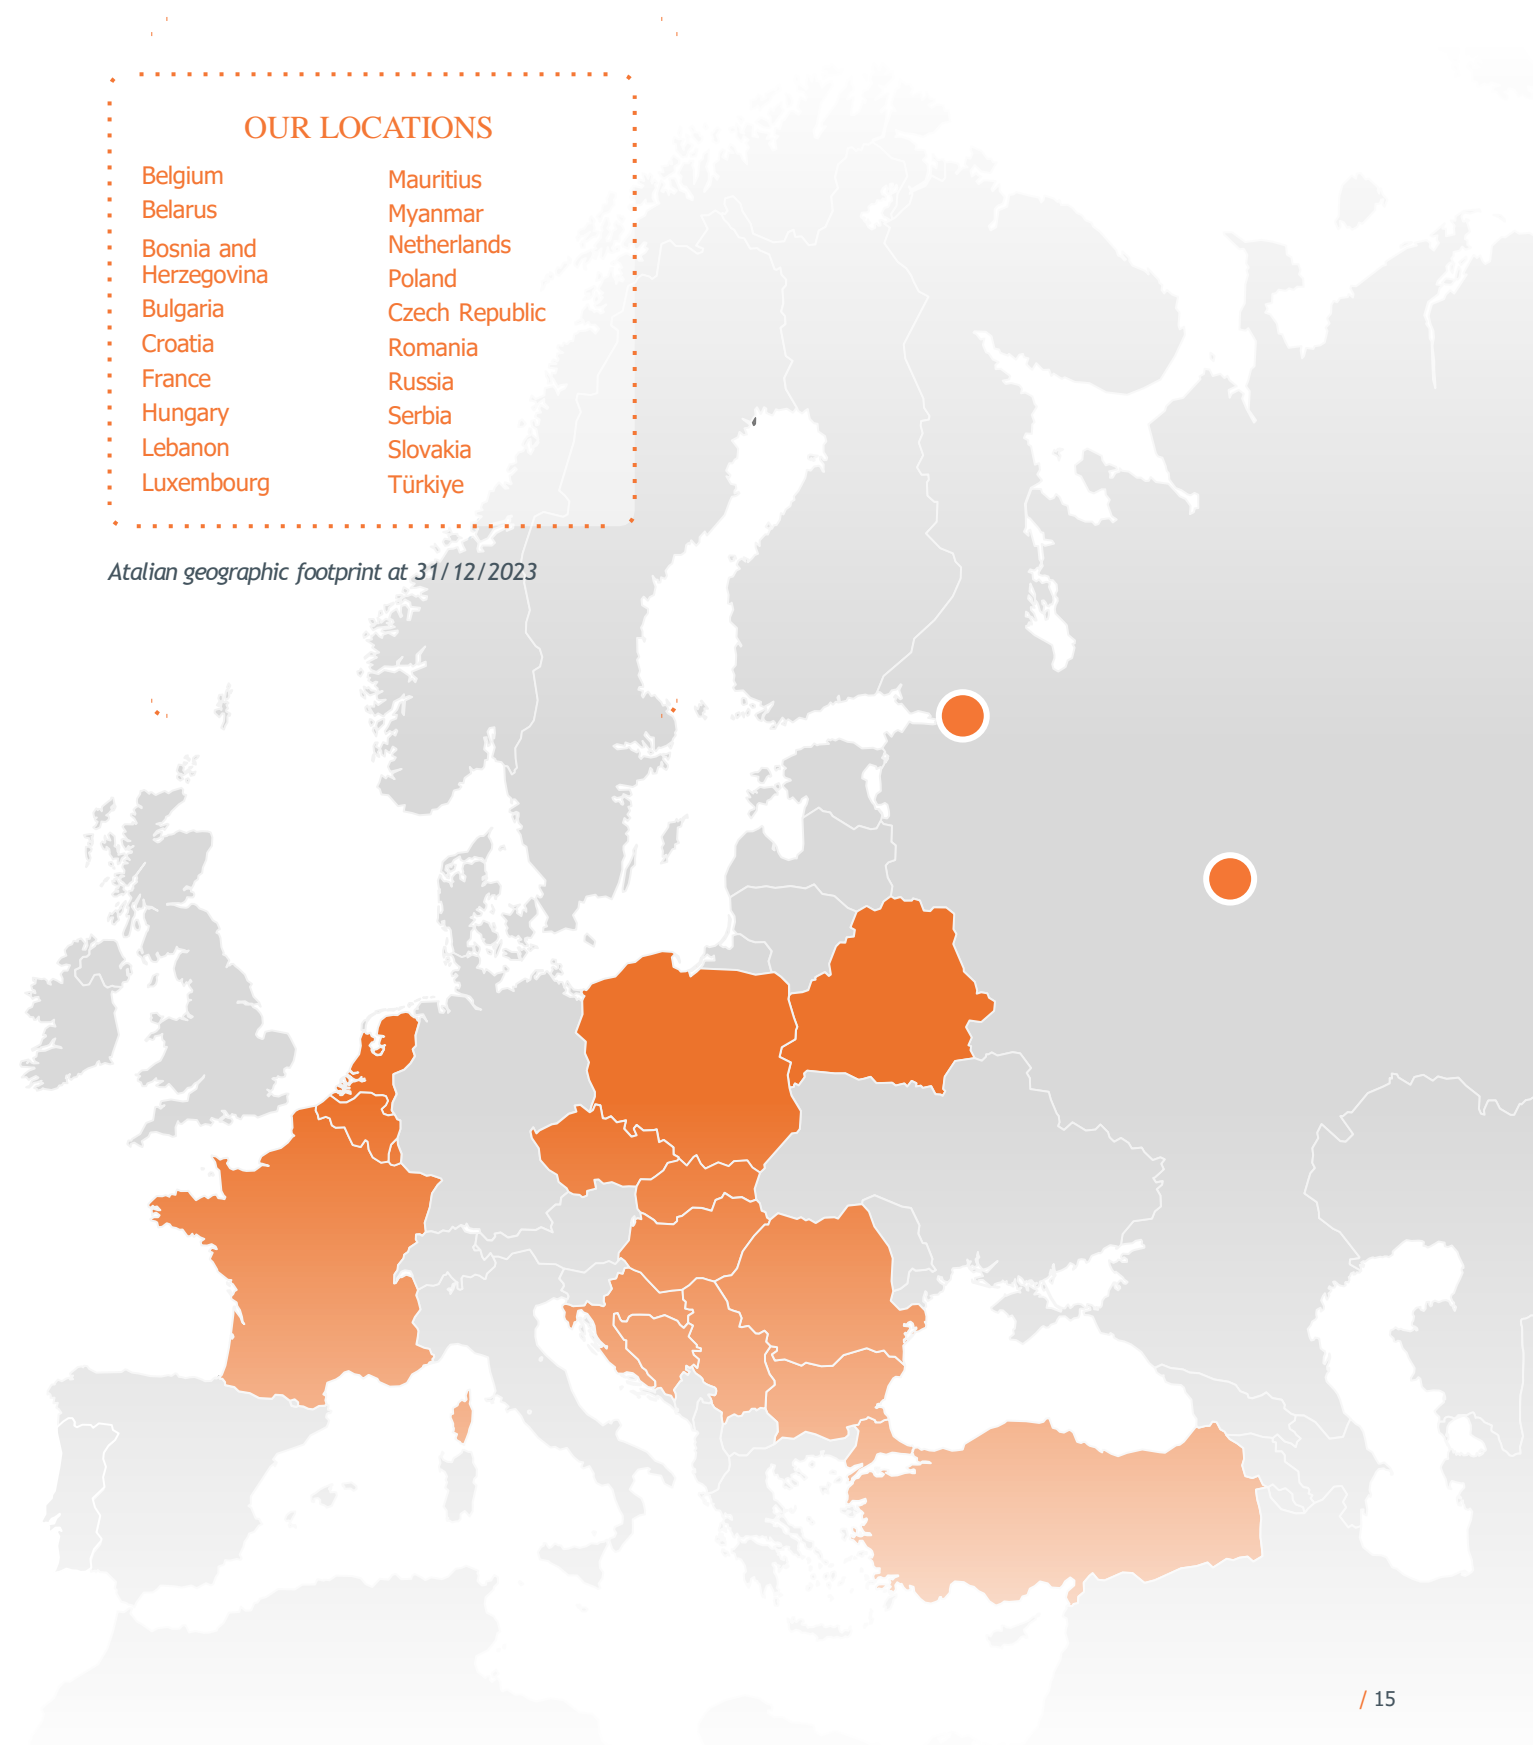 OUR LOCATIONS
Belgium
Belarus
Bosnia and
Herzegovina
Bulgaria
Croatia
France
Hungary
Lebanon
Luxembourg
Mauritius
Myanmar
Netherlands
Poland
Czech Republic
Romania
Russia
Serbia
Slovakia
Türkiye
Atalian geographic footprint at 31/12/2023
/ 15